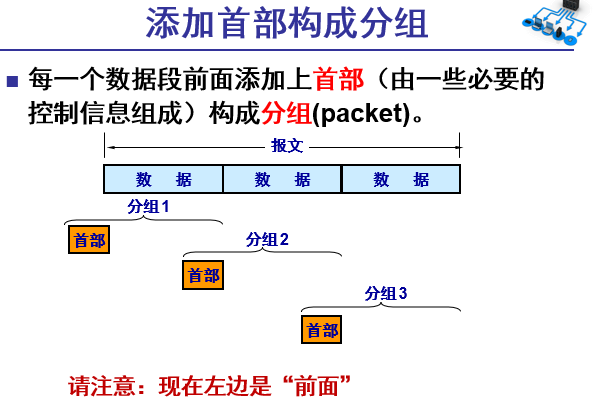 添加首部构成分组
每一个数据段前面添加上首部（由一些必要的
控制信息组成）构成分组(packet)。
报文
数 据 数 据 数 据
分组1
首部
分组2
首部
分组3
首部
请注意：现在左边是“前面”